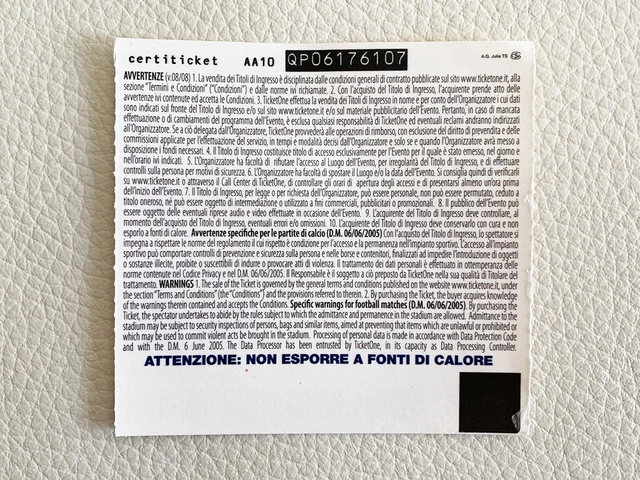 certiticket AA10 QP06176107 A.G. Julia TS
AVVERTENZE (v.08/08) 1. La vendita dei Titoli di Ingresso è disciplinata dalle condizioni generali di contratto pubblicate sul sito www.ticketone.it, alla
sezione "Termini e Condizioni" ("Condizioni") e dalle norme ivi richiamate. 2. Con l'acquisto del Titolo di Ingresso, l'acquirente prende atto delle
avvertenze ivi contenute ed accetta le Condizioni. 3. TicketOne effettua la vendita dei Titoli di Ingresso in nome e per conto dell'Organizzatore i cui dati
sono indicati sul fronte del Titolo di Ingresso e/o sul sito www.ticketone.it e/o sul materiale pubblicitario dell'Evento. Pertanto, in caso di mancata
effettuazione o di cambiamenti del programma dell'Evento, è esclusa qualsiasi responsabilità di TicketOne ed eventuali reclami andranno indirizzati
all'Organizzatore. Se a ciò delegata dall'Organizzatore, TicketOne provvederà alle operazioni di rimborso, con esclusione del diritto di prevendita e delle
commissioni applicate per l'effettuazione del servizio, in tempi e modalità decisi dall'Organizzatore e solo se e quando l'Organizzatore avrà messo a
disposizione i fondi necessari. 4. Il Titolo di Ingresso costituisce titolo di accesso esclusivamente per l'Evento per il quale è stato emesso, nel giorno e
nell'orario ivi indicati. 5. L'Organizzatore ha facoltà di rifiutare l'accesso al Luogo dell'Evento, per irregolarità del Titolo di Ingresso, e di effettuare
controlli sulla persona per motivi di sicurezza. 6. L'Organizzatore ha facoltà di spostare il Luogo e/o la data dell'Evento. Si consiglia quindi di verificarli
su www.ticketone.it o attraverso il Call Center di TicketOne, di controllare gli orari di apertura degli accessi e di presentarsi almeno un'ora prima
dell'inizio dell'Evento. 7. Il Titolo di Ingresso, per legge o per richiesta dell'Organizzatore, può essere personale, non può essere permutato, ceduto a
titolo oneroso, né può essere oggetto di intermediazione o utilizzato a fini commerciali, pubblicitari o promozionali. 8. Il pubblico dell'Evento può
essere oggetto delle eventuali riprese audio e video effettuate in occasione dell'Evento. 9. L'acquirente del Titolo di Ingresso deve controllare, al
momento dell'acquisto del Titolo di Ingresso, eventuali errori e/o omissioni. 10. L'acquirente del Titolo di Ingresso deve conservarlo con cura e non
esporlo a fonti di calore. Avvertenze specifiche per le partite di calcio (D.M. 06/06/2005) Con l'acquisto del Titolo di Ingresso, lo spettatore si
impegna a rispettare le norme del regolamento il cui rispetto è condizione per l'accesso e la permanenza nell'impianto sportivo. L'accesso all'impianto
sportivo può comportare controlli di prevenzione e sicurezza sulla persona e nelle borse e contenitori, finalizzati ad impedire l'introduzione di oggetti
o sostanze illecite, proibite o suscettibili di indurre o provocare atti di violenza. Il trattamento dei dati personali è effettuato in ottemperanza delle
norme contenute nel Codice Privacy e nel D.M. 06/06/2005. Il Responsabile è il soggetto a ciò preposto da TicketOne nella sua qualità di Titolare del
trattamento. WARNINGS 1. The sale of the Ticket is governed by the general terms and conditions published on the website www.ticketone.it, under
the section "Terms and Conditions" (the "Conditions") and the provisions referred to therein. 2. By purchasing the Ticket, the buyer acquires knowledge
of the warnings therein contained and accepts the Conditions. Specific warnings for football matches (D.M. 06/06/2005). By purchasing the
Ticket, the spectator undertakes to abide by the rules subject to which the admittance and permanence in the stadium are allowed. Admittance to the
stadium may be subject to security inspections of persons, bags and similar items, aimed at preventing that items which are unlawful or prohibited or
which may be used to commit violent acts be brought in the stadium. Processing of personal data is made in accordance with Data Protection Code
and with the D.M. 6 June 2005. The Data Processor has been entrusted by TicketOne, in its capacity as Data Processing Controller.
ATTENZIONE: NON ESPORRE A FONTI DI CALORE